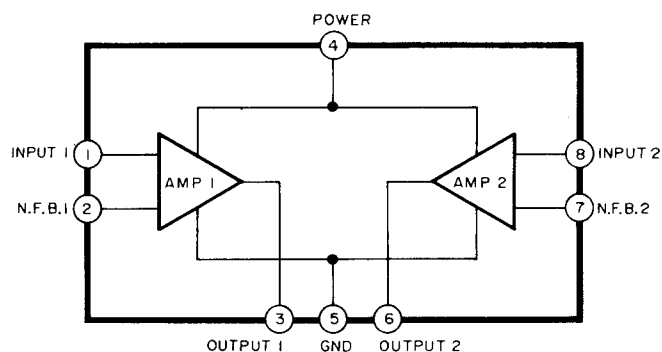 POWER
4
INPUT 1
1
8
INPUT 2
AMP 1
AMP 2
N.F.B.1
2
7
N.F.B.2
3
5
6
OUTPUT 1
GND
OUTPUT 2